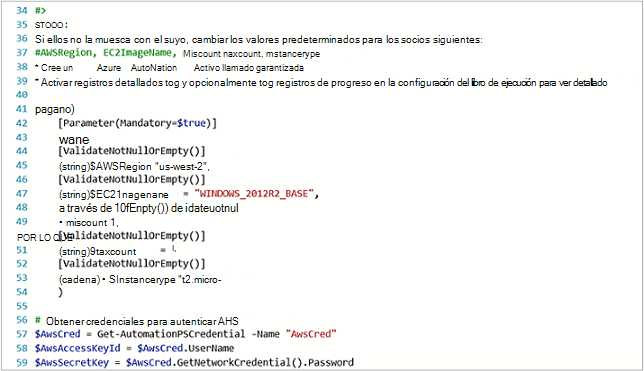 34 #>
35 STOOO:
36 Si ellos no la muesca con el suyo, cambiar los valores predeterminados para los socios siguientes:
37 #AWSRegion, EC2ImageName, Miscount naxcount, mstancerype
38 * Cree un Azure AutoNation Activo llamado garantizada
39 * Activar registros detallados tog y opcionalmente tog registros de progreso en la configuración del libro de ejecución para ver detallado
40
41 pagano)
42 [Parameter(Mandatory=$true)]
43 wane
44 [ValidateNotNullOrEmpty()]
45 (string)$AWSRegion "us-west-2",
46 [ValidateNotNullOrEmpty()]
47 (string)$EC21nagenane = "WINDOWS_2012R2_BASE",
48 a través de 10fEnpty()) de idateuotnul
49 • miscount 1,
POR LO QUE [ValidateNotNullOrEmpty()]
51 (string)9taxcount = l,
52 [ValidateNotNullOrEmpty()]
53 (cadena) • SInstancerype "t2.micro-
54 )
55
56 # Obtener credenciales para autenticar AHS
57 $AwsCred = Get-AutomationPSCredential -Name "AwsCred"
58 $AwsAccessKeyId = $AwsCred.UserName
59 $AwsSecretKey = $AwsCred.GetNetworkCredential().Password